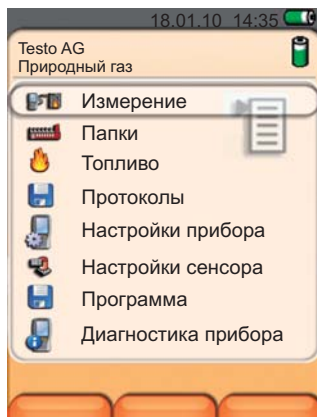 18.01.10 14:35
Testo AG
Природный газ
Измерение
Папки
Топливо
Протоколы
Настройки прибора
Настройки сенсора
Программа
Диагностика прибора